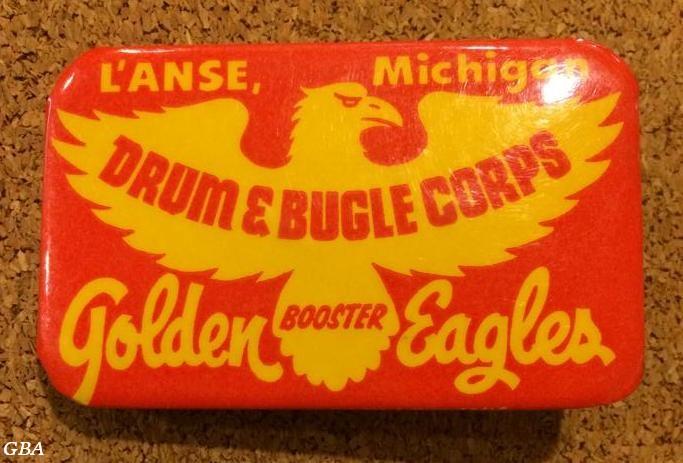 L'ANSE, Michigan
DRUM & BUGLE CORPS
Golden BOOSTER Eagles
GBA